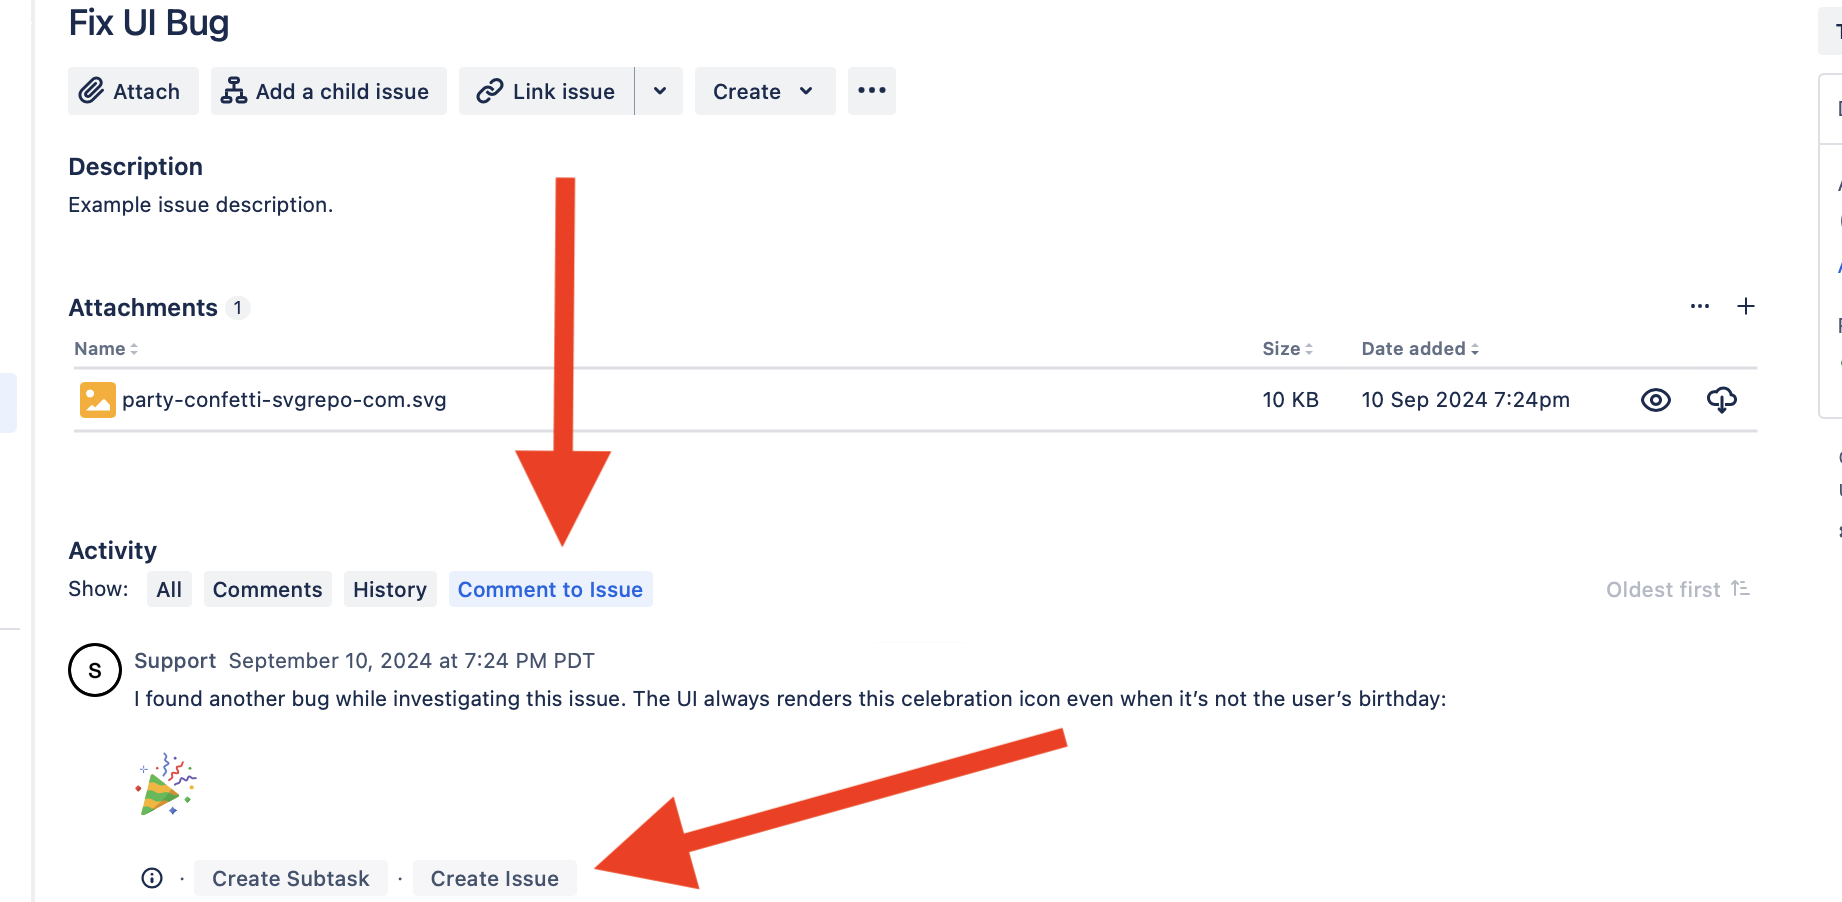 Fix UI Bug
Attach Add a child issue Link issue Create
Description
Example issue description.
Attachments 1
Name Size Date added
party-confetti-svgrepo-com.svg 10 KB 10 Sep 2024 7:24pm
Activity
Show: All Comments History Comment to Issue Oldest first
S Support September 10, 2024 at 7:24 PM PDT
I found another bug while investigating this issue. The UI always renders this celebration icon even when it’s not the user’s birthday:
· Create Subtask · Create Issue